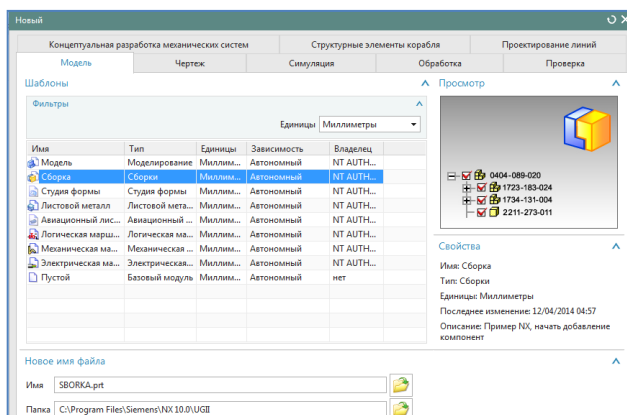 Новый
Концептуальная разработка механических систем Структурные элементы корабля Проектирование линий
Модель Чертеж Симуляция Обработка Проверка
Шаблоны
Фильтры
Единицы Миллиметры
Имя Тип Единицы Зависимость Владелец
Модель Моделирование Миллим... Автономный NT AUTH...
Сборка Сборки Миллим... Автономный NT AUTH...
Студия формы Студия формы Миллим... Автономный NT AUTH...
Листовой металл Листовой мета... Миллим... Автономный NT AUTH...
Авиационный лис... Авиационный ... Миллим... Автономный NT AUTH...
Логическая марш... Логическая ма... Миллим... Автономный NT AUTH...
Механическая ма... Механическая ... Миллим... Автономный NT AUTH...
Электрическая ма... Электрическая... Миллим... Автономный NT AUTH...
Пустой Базовый модуль Миллим... Автономный нет
Просмотр
0404-089-020
1723-183-024
1734-131-004
2211-273-011
Свойства
Имя: Сборка
Тип: Сборки
Единицы: Миллиметры
Последнее изменение: 12/04/2014 04:57
Описание: Пример NX, начать добавление
компонент
Новое имя файла
Имя SBORKA.prt
Папка C:\Program Files\Siemens\NX 10.0\UGII